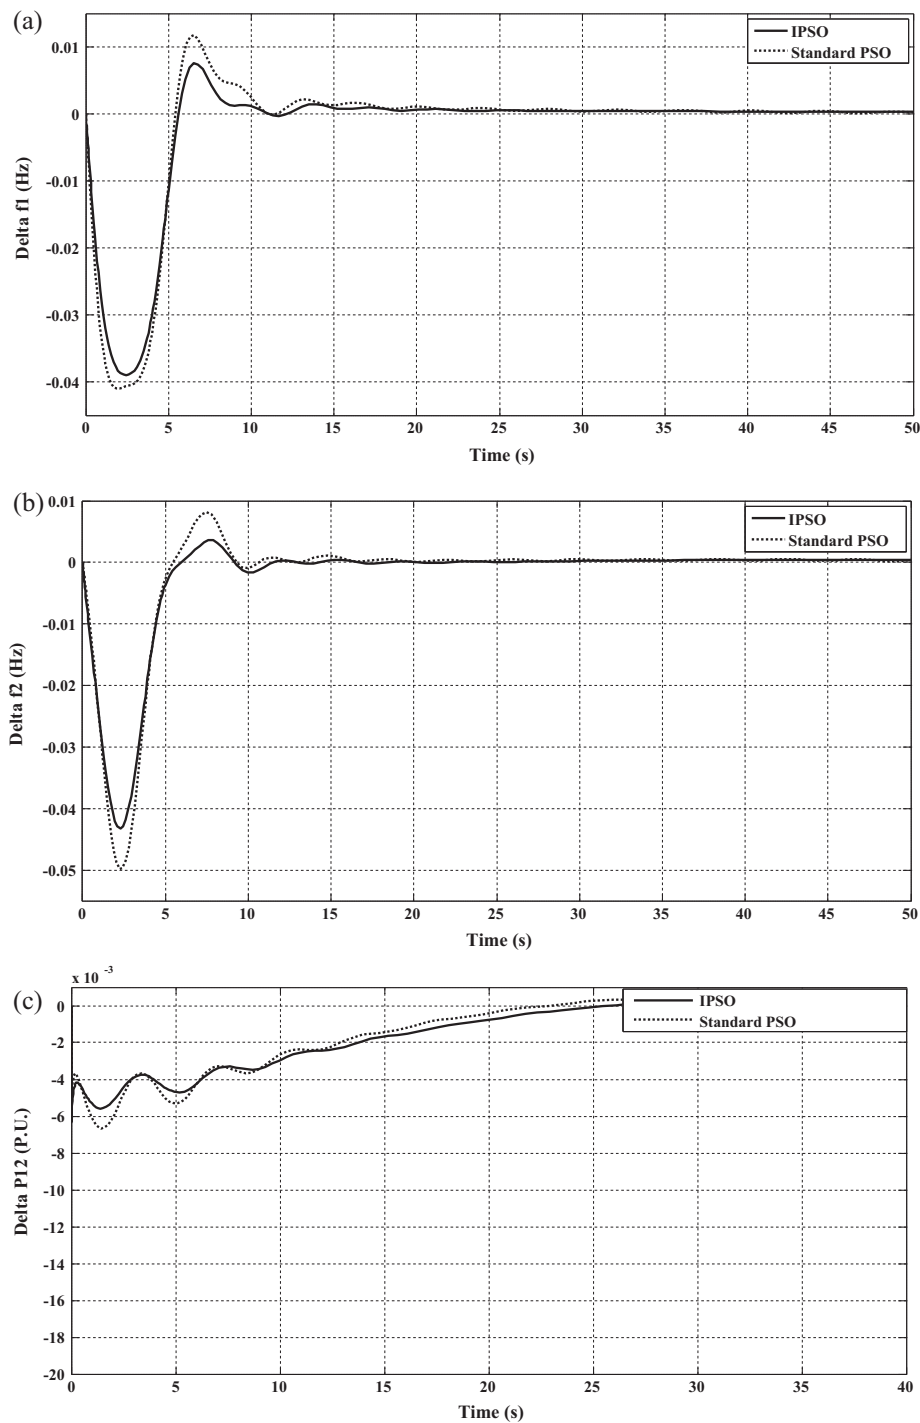 (a)
0.01
0
-0.01
-0.02
-0.03
-0.04
Delta f1 (Hz)
IPSO
Standard PSO
0 5 10 15 20 25 30 35 40 45 50
Time (s)
(b)
0.01
0
-0.01
-0.02
-0.03
-0.04
-0.05
Delta f2 (Hz)
IPSO
Standard PSO
0 5 10 15 20 25 30 35 40 45 50
Time (s)
(c)
x 10 -3
0
-2
-4
-6
-8
-10
-12
-14
-16
-18
-20
Delta P12 (P.U.)
IPSO
Standard PSO
0 5 10 15 20 25 30 35 40
Time (s)